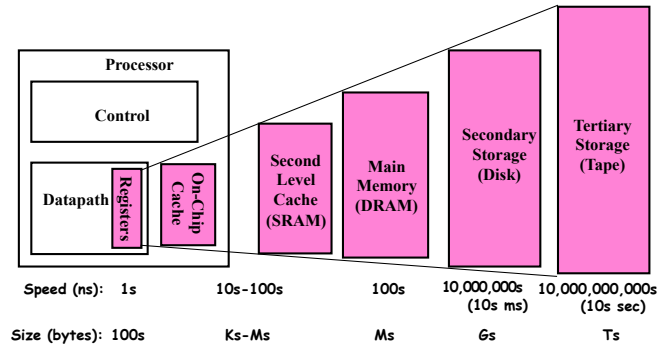 Processor
Control
Datapath
Registers
On-Chip
Cache
Second
Level
Cache
(SRAM)
Main
Memory
(DRAM)
Secondary
Storage
(Disk)
Tertiary
Storage
(Tape)
Speed (ns): 1s 10s-100s 100s 10,000,000s 10,000,000,000s
(10s ms) (10s sec)
Size (bytes): 100s Ks-Ms Ms Gs Ts